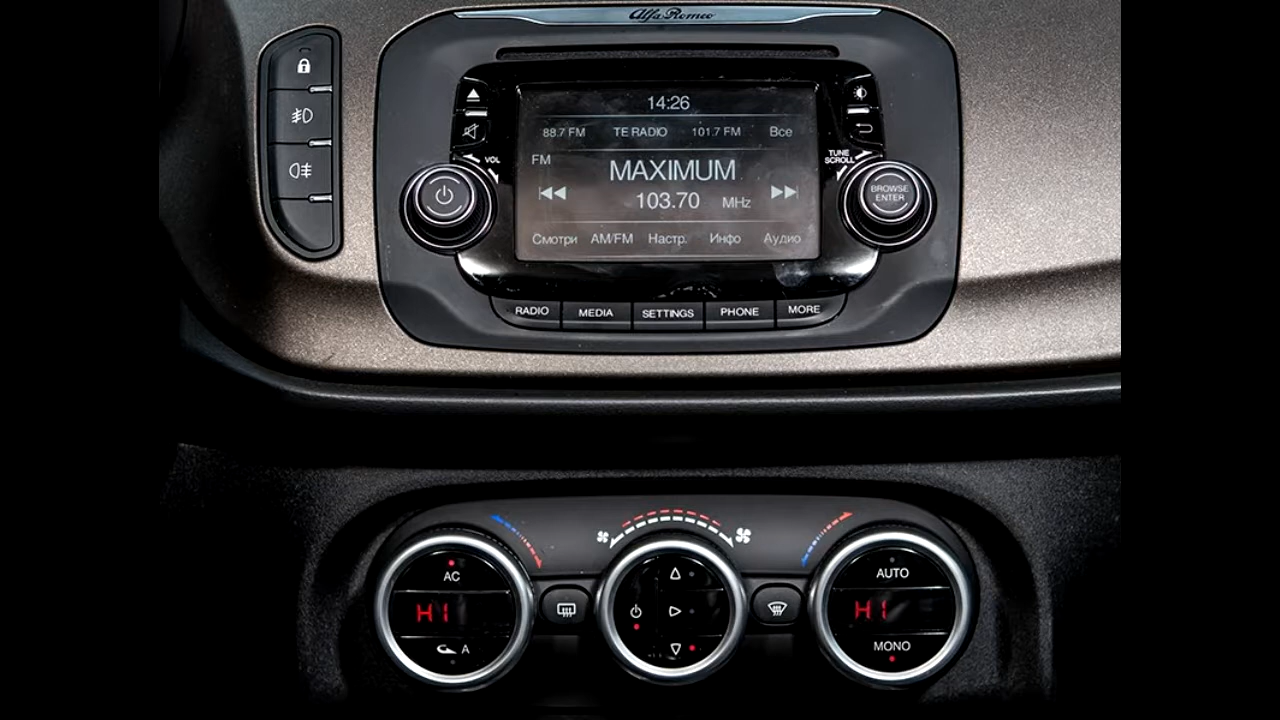 Alfa Romeo
14:26
88.7 FM TE RADIO 101.7 FM Все
FM
MAXIMUM
103.70 MHz
Смотри AM/FM Настр. Инфо Аудио
VOL
TUNE
SCROLL
BROWSE
ENTER
RADIO MEDIA SETTINGS PHONE MORE
AC
HI
A
AUTO
HI
MONO